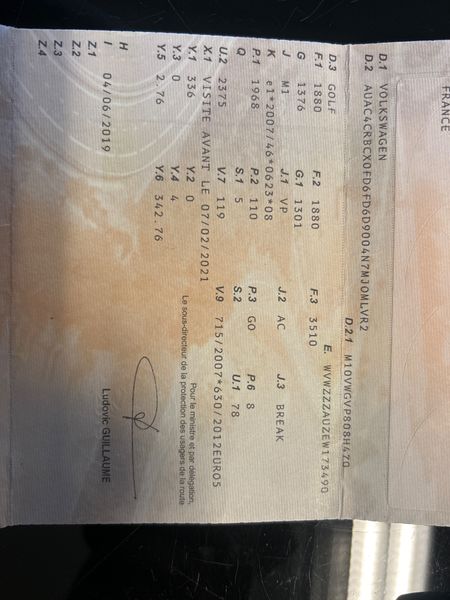 FRANCE
D.1 VOLKSWAGEN
D.2 AUAC4CRBCX0FD6FD6D9004N7MJ0MLVR2
D.2.1 M10VWGVP808H470
D.3 GOLF E. WVWZZZAUZEW173490
F.1 1880 F.2 1880 F.3 3510
G 1376 G.1 1301
J M1 J.1 VP J.2 AC J.3 BREAK
K e1*2007/46*0623*08
P.1 1968 P.2 110 P.3 GO P.6 8
Q S.1 5 S.2 U.1 78
U.2 2375 V.7 119 V.9 715/2007*630/2012EURO5
X.1 VISITE AVANT LE 07/02/2021
Y.1 336 Y.2 0
Y.3 0 Y.4 4
Y.5 2.76 Y.6 342.76
Pour le ministre et par délégation,
Le sous-directeur de la protection des usagers de la route
H
I 04/06/2019
Ludovic GUILLAUME
Z.1
Z.2
Z.3
Z.4